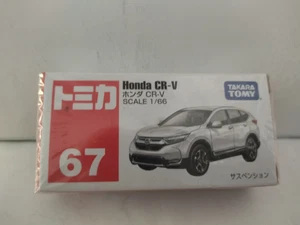 トミカ
67
Honda CR-V
ホンダ CR-V
SCALE 1/66
TAKARA
TOMY
サスペンション